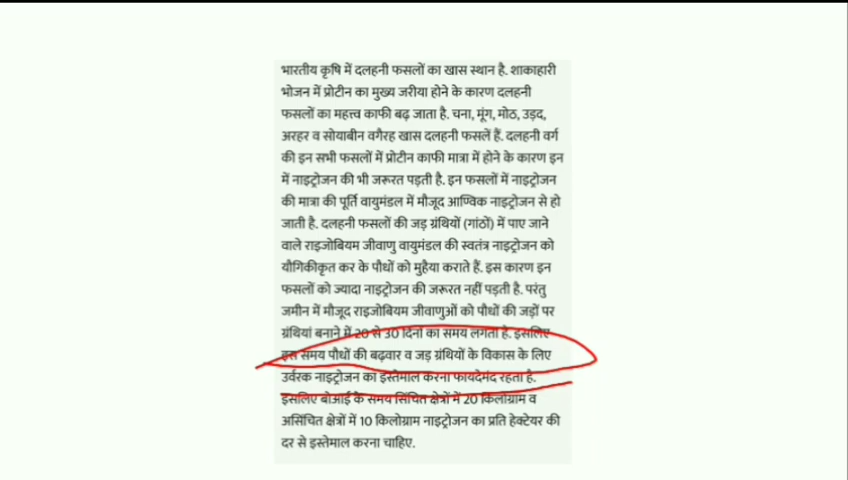 भारतीय कृषि में दलहनी फसलों का खास स्थान है. शाकाहारी
भोजन में प्रोटीन का मुख्य जरीया होने के कारण दलहनी
फसलों का महत्त्व काफी बढ़ जाता है. चना, मूंग, मोठ, उड़द,
अरहर व सोयाबीन वगैरह खास दलहनी फसलें हैं. दलहनी वर्ग
की इन सभी फसलों में प्रोटीन काफी मात्रा में होने के कारण इन
में नाइट्रोजन की भी जरूरत पड़ती है. इन फसलों में नाइट्रोजन
की मात्रा की पूर्ति वायुमंडल में मौजूद आण्विक नाइट्रोजन से हो
जाती है. दलहनी फसलों की जड़ ग्रंथियों (गांठों) में पाए जाने
वाले राइजोबियम जीवाणु वायुमंडल की स्वतंत्र नाइट्रोजन को
यौगिकीकृत कर के पौधों को मुहैया कराते हैं. इस कारण इन
फसलों को ज्यादा नाइट्रोजन की जरूरत नहीं पड़ती है. परंतु
जमीन में मौजूद राइजोबियम जीवाणुओं को पौधों की जड़ों पर
ग्रंथियां बनाने में 20 से 30 दिनों का समय लगता है. इसलिए
इस समय पौधों की बढ़वार व जड़ ग्रंथियों के विकास के लिए
उर्वरक नाइट्रोजन का इस्तेमाल करना फायदेमंद रहता है.
इसलिए बोआई के समय सिंचित क्षेत्रों में 20 किलोग्राम व
असिंचित क्षेत्रों में 10 किलोग्राम नाइट्रोजन का प्रति हेक्टेयर की
दर से इस्तेमाल करना चाहिए.